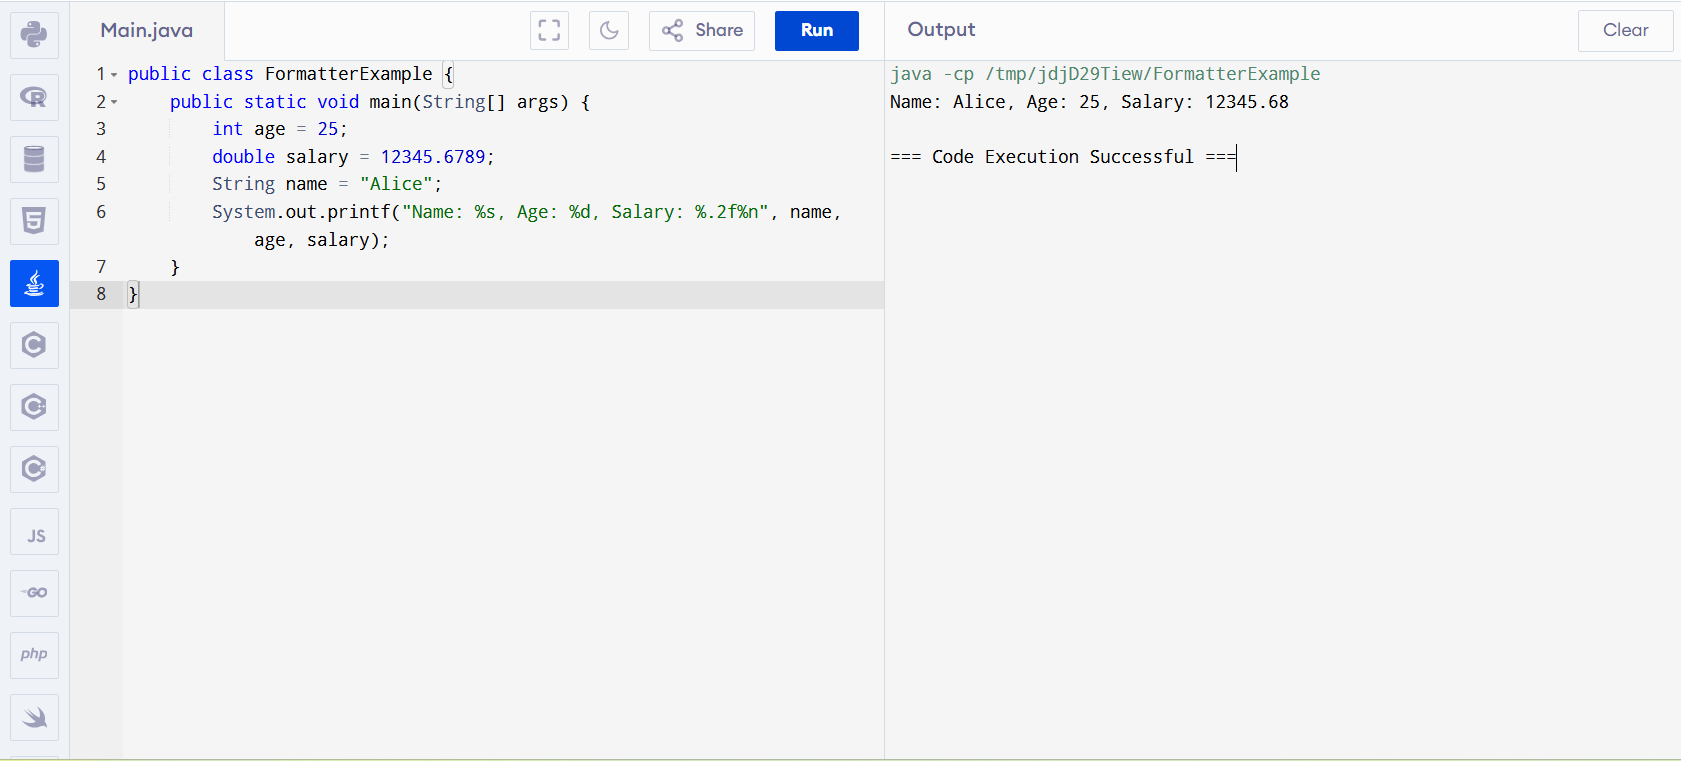 Main.java
Share
Run
Output
Clear
1 public class FormatterExample {
2     public static void main(String[] args) {
3         int age = 25;
4         double salary = 12345.6789;
5         String name = "Alice";
6         System.out.printf("Name: %s, Age: %d, Salary: %.2f%n", name,
            age, salary);
7     }
8 }
java -cp /tmp/jdjD29Tiew/FormatterExample
Name: Alice, Age: 25, Salary: 12345.68
=== Code Execution Successful ===
R
5
C
C+
C#
JS
GO
php